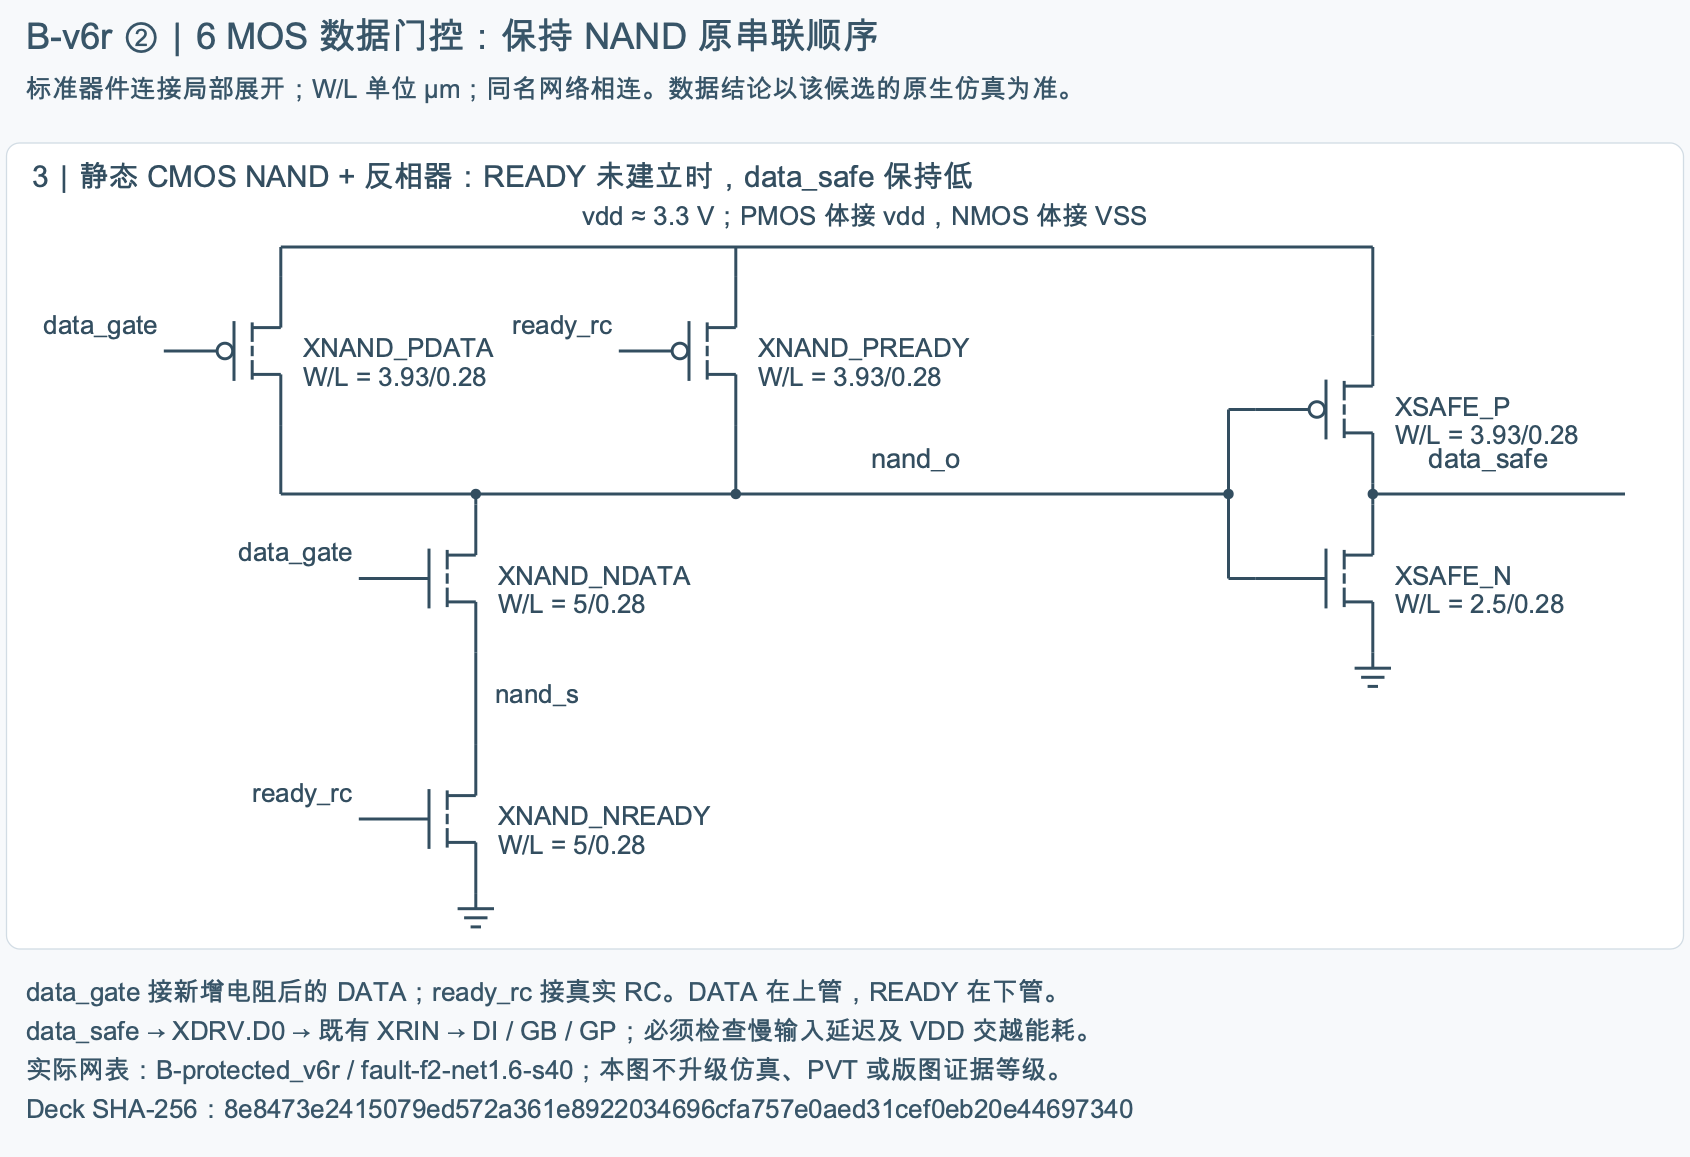 B-v6r ② | 6 MOS 数据门控：保持 NAND 原串联顺序
标准器件连接局部展开；W/L 单位 µm；同名网络相连。数据结论以该候选的原生仿真为准。
3 | 静态 CMOS NAND + 反相器：READY 未建立时，data_safe 保持低
vdd ≈ 3.3 V；PMOS 体接 vdd，NMOS 体接 VSS
data_gate
XNAND_PDATA
W/L = 3.93/0.28
ready_rc
XNAND_PREADY
W/L = 3.93/0.28
XSAFE_P
W/L = 3.93/0.28
data_safe
nand_o
data_gate
XNAND_NDATA
W/L = 5/0.28
XSAFE_N
W/L = 2.5/0.28
nand_s
ready_rc
XNAND_NREADY
W/L = 5/0.28
data_gate 接新增电阻后的 DATA；ready_rc 接真实 RC。DATA 在上管，READY 在下管。
data_safe → XDRV.D0 → 既有 XRIN → DI / GB / GP；必须检查慢输入延迟及 VDD 交越能耗。
实际网表：B-protected_v6r / fault-f2-net1.6-s40；本图不升级仿真、PVT 或版图证据等级。
Deck SHA-256：8e8473e2415079ed572a361e8922034696cfa757e0aed31cef0eb20e44697340